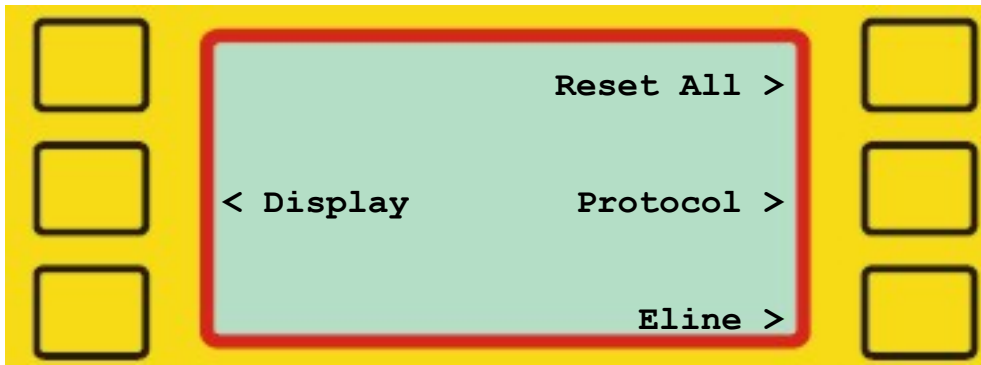 Reset All >
< Display Protocol >
Eline >